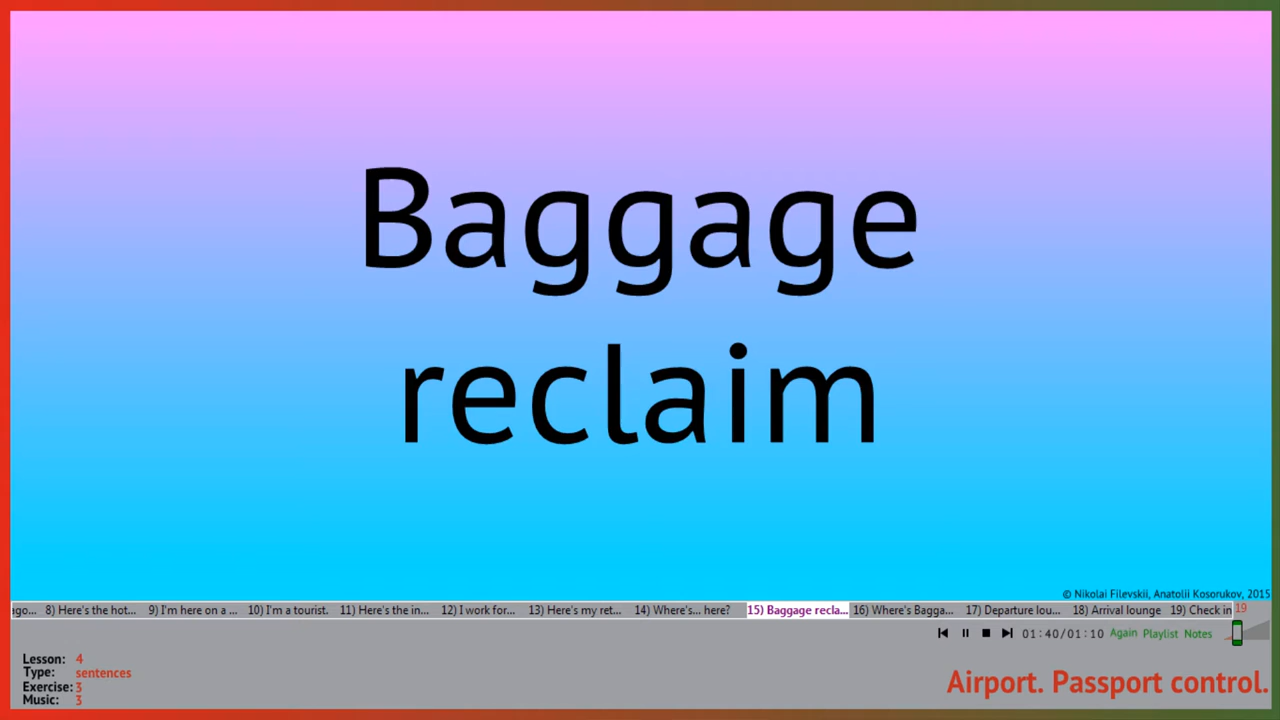 Baggage
reclaim
© Nikolai Filevskii, Anatolii Kosorukov, 2015
ago... 8) Here's the hot... 9) I'm here on a ... 10) I'm a tourist. 11) Here's the in... 12) I work for... 13) Here's my ret... 14) Where's... here? 15) Baggage recla... 16) Where's Bagga... 17) Departure lou... 18) Arrival lounge 19) Check in 19
01:40/01:10 Again Playlist Notes
Lesson: 4
Type: sentences
Exercise: 3
Music: 3
Airport. Passport control.